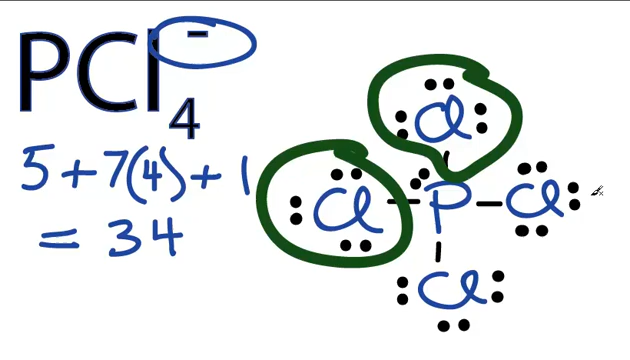 PCl₄⁻
5 + 7(4) + 1
= 34
Cl
Cl - P - Cl
Cl